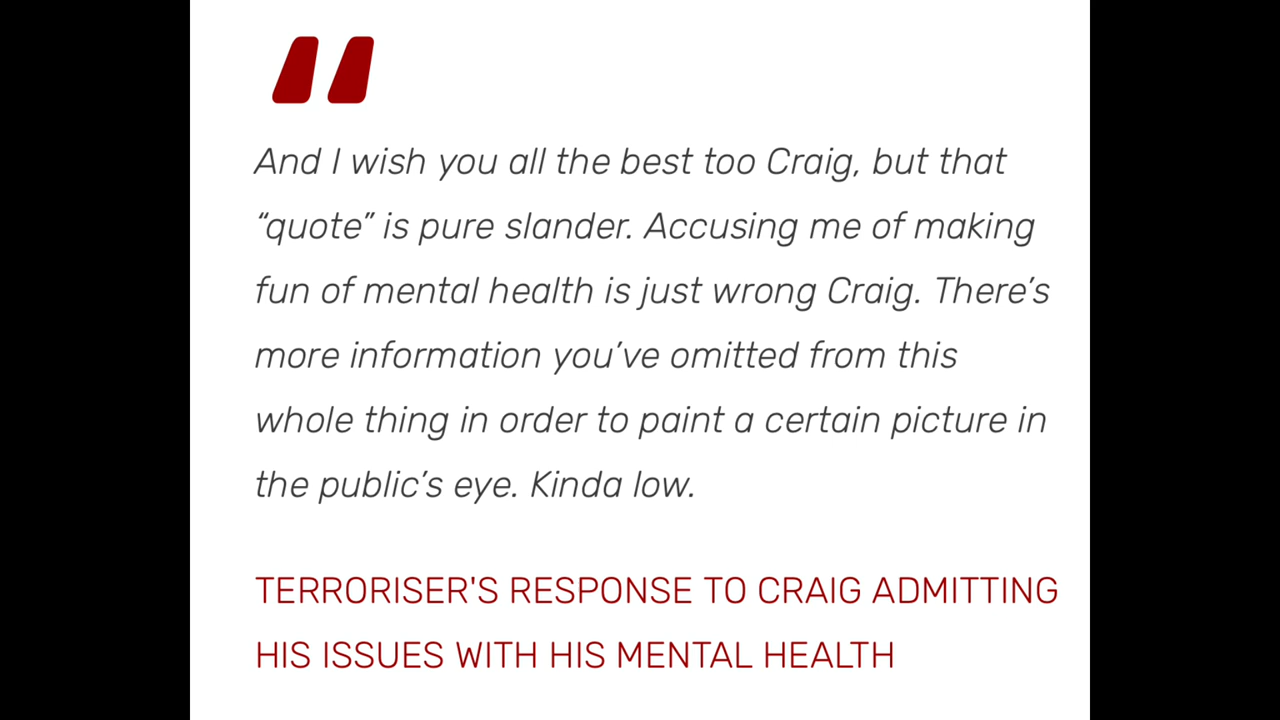 And I wish you all the best too Craig, but that
“quote” is pure slander. Accusing me of making
fun of mental health is just wrong Craig. There’s
more information you’ve omitted from this
whole thing in order to paint a certain picture in
the public’s eye. Kinda low.
TERRORISER'S RESPONSE TO CRAIG ADMITTING
HIS ISSUES WITH HIS MENTAL HEALTH